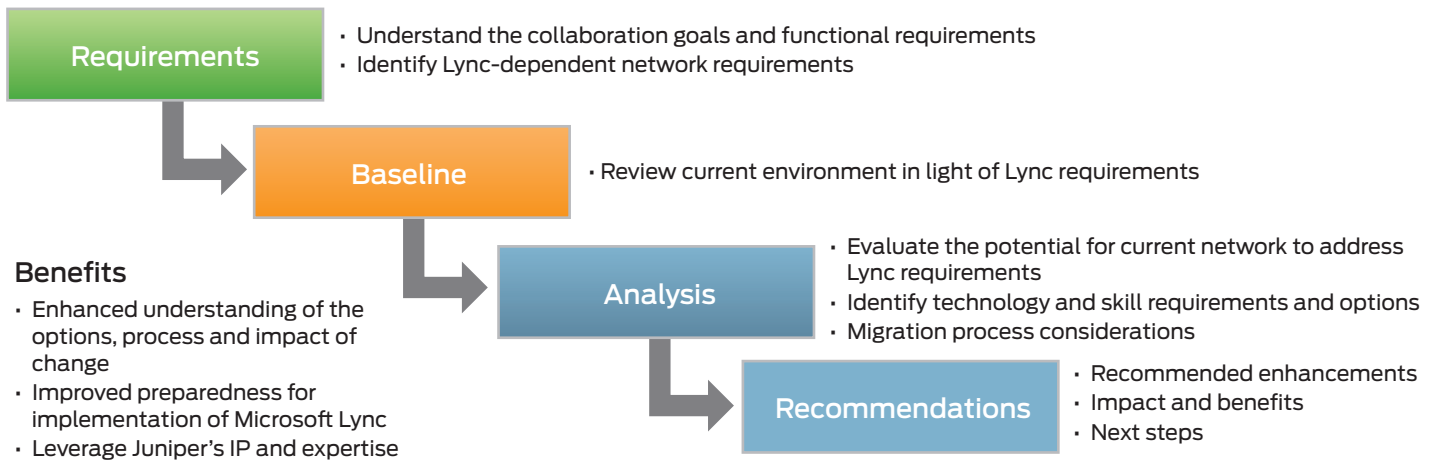 Requirements
· Understand the collaboration goals and functional requirements
· Identify Lync-dependent network requirements
Baseline
· Review current environment in light of Lync requirements
Analysis
· Evaluate the potential for current network to address
Lync requirements
· Identify technology and skill requirements and options
· Migration process considerations
Recommendations
· Recommended enhancements
· Impact and benefits
· Next steps
Benefits
· Enhanced understanding of the
options, process and impact of
change
· Improved preparedness for
implementation of Microsoft Lync
· Leverage Juniper’s IP and expertise